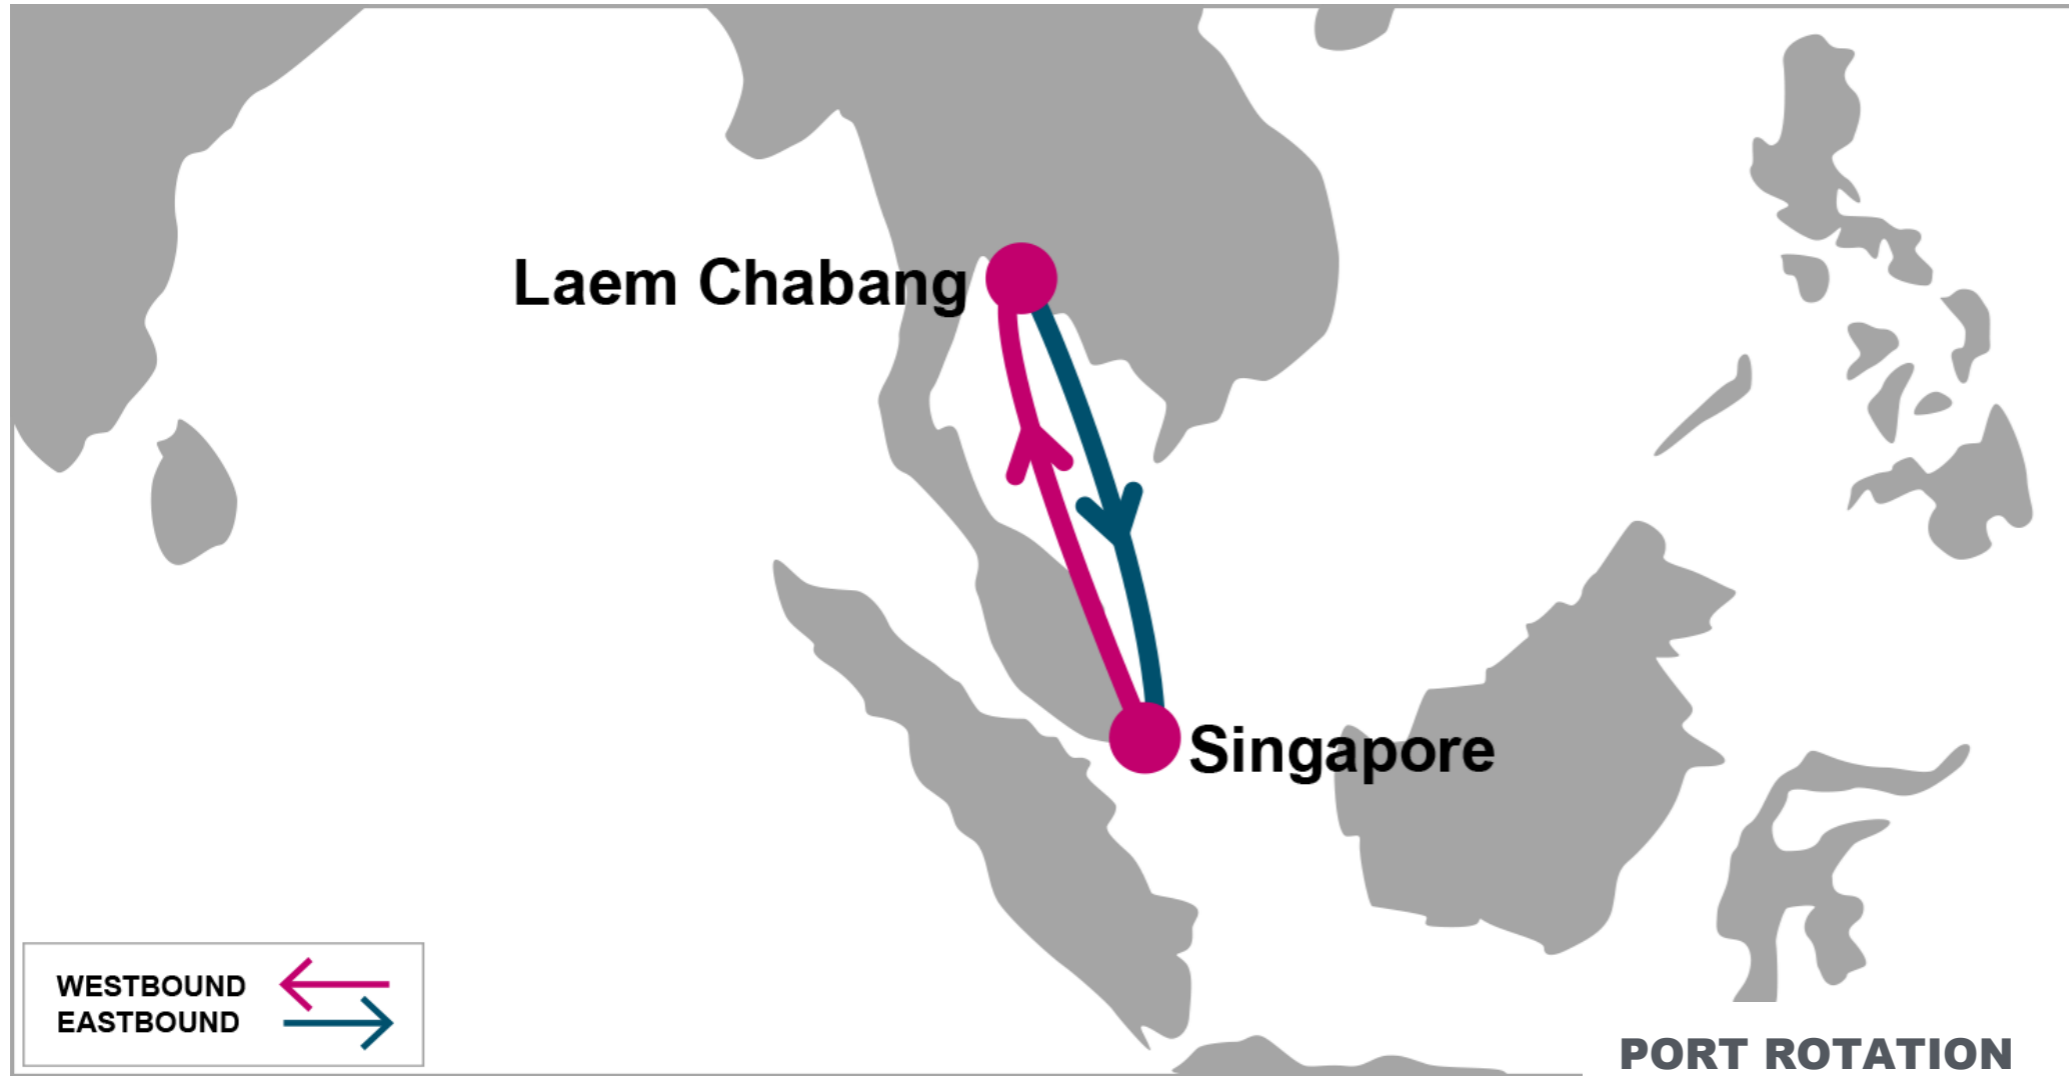 Laem Chabang
Singapore
WESTBOUND
EASTBOUND
PORT ROTATION